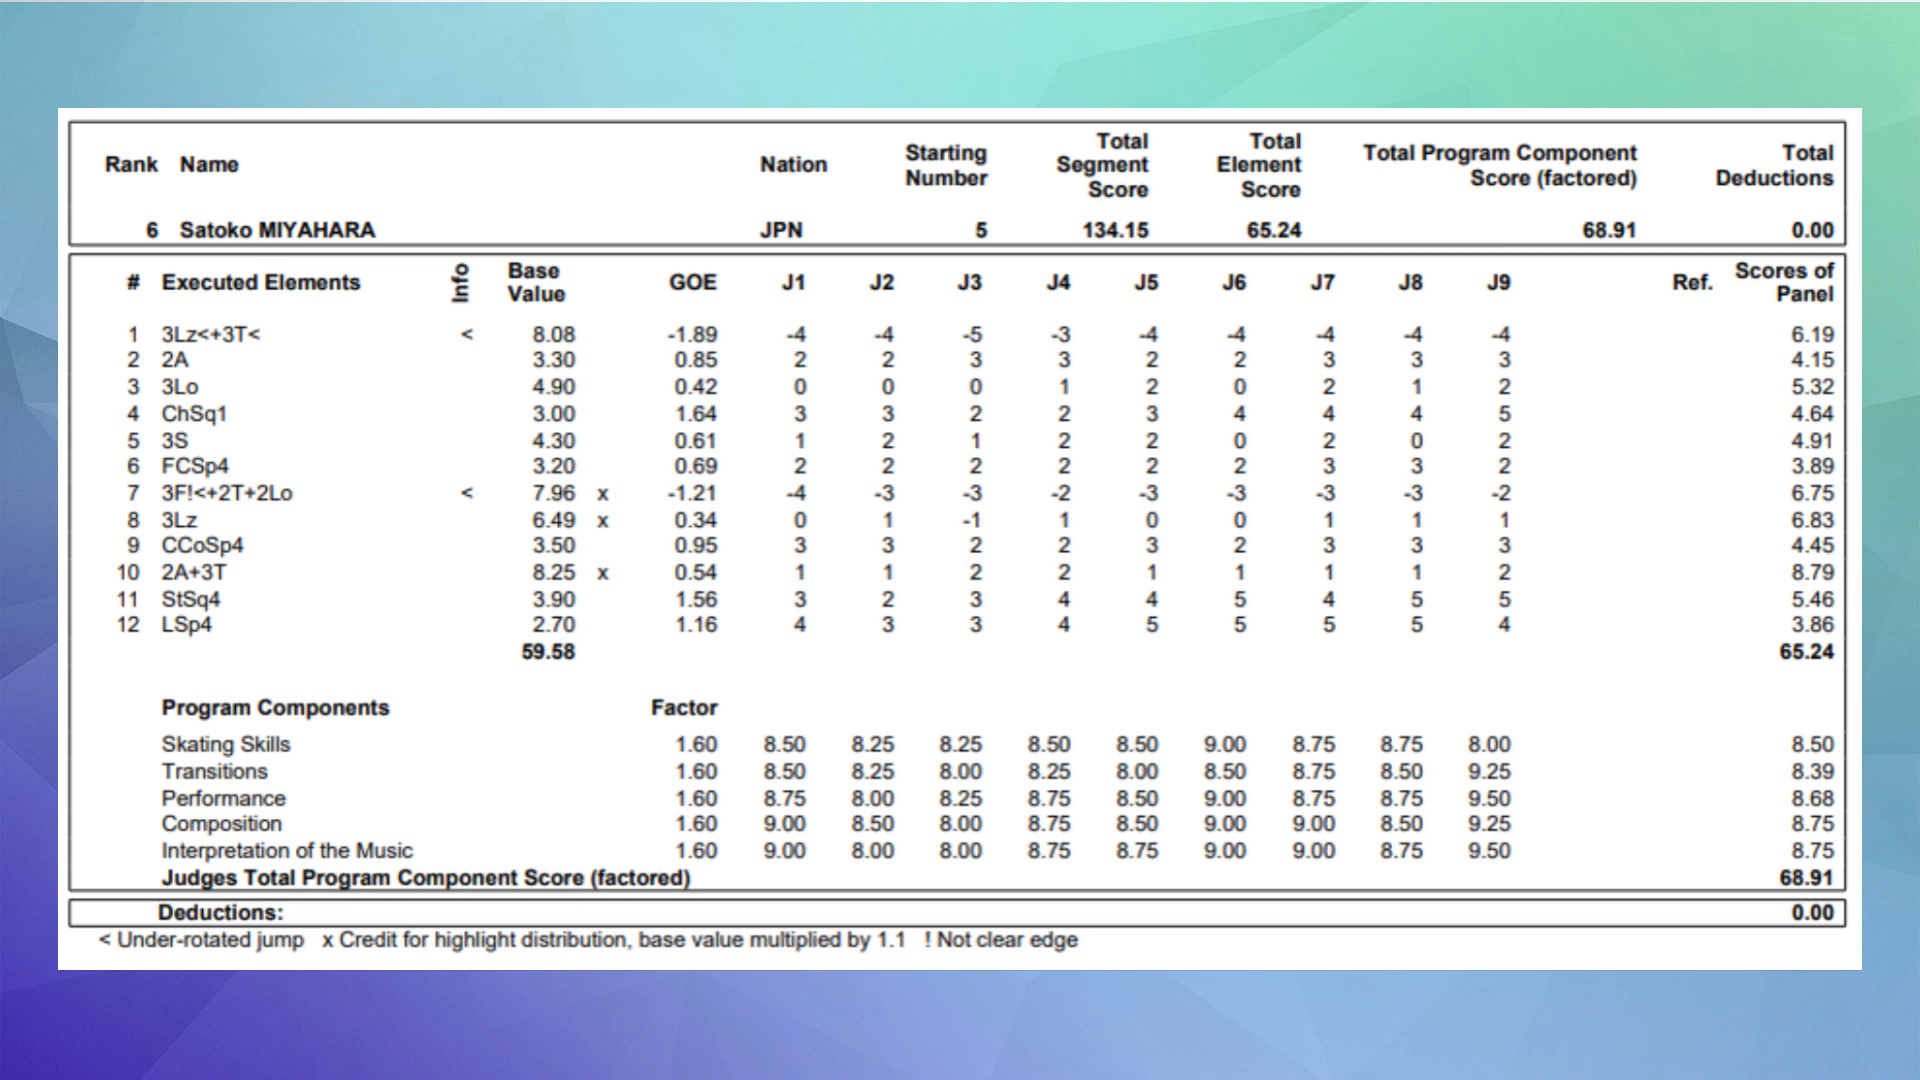 Rank Name Nation Starting Number Total Segment Score Total Element Score Total Program Component Score (factored) Total Deductions
6 Satoko MIYAHARA JPN 5 134.15 65.24 68.91 0.00
# Executed Elements Info Base Value GOE J1 J2 J3 J4 J5 J6 J7 J8 J9 Ref. Scores of Panel
1 3Lz<+3T< < 8.08 -1.89 -4 -4 -5 -3 -4 -4 -4 -4 -4 6.19
2 2A 3.30 0.85 2 2 3 3 2 2 3 3 3 4.15
3 3Lo 4.90 0.42 0 0 0 1 2 0 2 1 2 5.32
4 ChSq1 3.00 1.64 3 3 2 2 3 4 4 4 5 4.64
5 3S 4.30 0.61 1 2 1 2 2 0 2 0 2 4.91
6 FCSp4 3.20 0.69 2 2 2 2 2 2 3 3 2 3.89
7 3F!<+2T+2Lo < 7.96 x -1.21 -4 -3 -3 -2 -3 -3 -3 -3 -2 6.75
8 3Lz 6.49 x 0.34 0 1 -1 1 0 0 1 1 1 6.83
9 CCoSp4 3.50 0.95 3 3 2 2 3 2 3 3 3 4.45
10 2A+3T 8.25 x 0.54 1 1 2 2 1 1 1 1 2 8.79
11 StSq4 3.90 1.56 3 2 3 4 4 5 4 5 5 5.46
12 LSp4 2.70 1.16 4 3 3 4 5 5 5 5 4 3.86
59.58 65.24
Program Components Factor
Skating Skills 1.60 8.50 8.25 8.25 8.50 8.50 9.00 8.75 8.75 8.00 8.50
Transitions 1.60 8.50 8.25 8.00 8.25 8.00 8.50 8.75 8.50 9.25 8.39
Performance 1.60 8.75 8.00 8.25 8.75 8.50 9.00 8.75 8.75 9.50 8.68
Composition 1.60 9.00 8.50 8.00 8.75 8.50 9.00 9.00 8.50 9.25 8.75
Interpretation of the Music 1.60 9.00 8.00 8.00 8.75 8.75 9.00 9.00 8.75 9.50 8.75
Judges Total Program Component Score (factored) 68.91
Deductions: 0.00
< Under-rotated jump x Credit for highlight distribution, base value multiplied by 1.1 ! Not clear edge